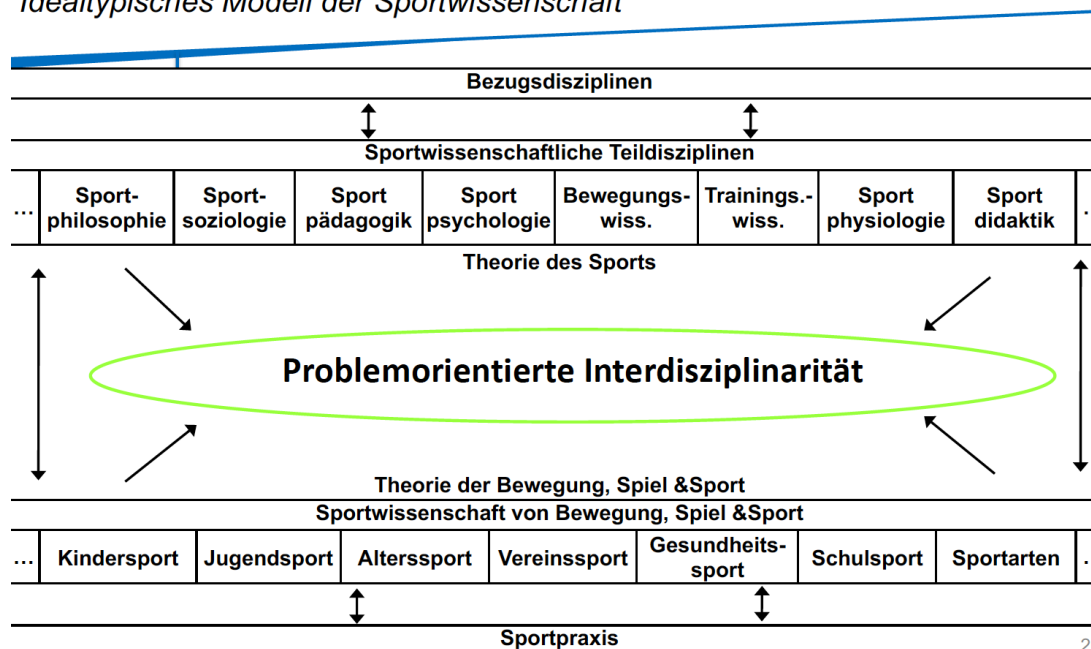 Idealtypisches Modell der Sportwissenschaft
Bezugsdisziplinen
Sportwissenschaftliche Teildisziplinen
...
Sport-
philosophie
Sport-
soziologie
Sport
pädagogik
Sport
psychologie
Bewegungs-
wiss.
Trainings.-
wiss.
Sport
physiologie
Sport
didaktik
.
Theorie des Sports
Problemorientierte Interdisziplinarität
Theorie der Bewegung, Spiel &Sport
Sportwissenschaft von Bewegung, Spiel &Sport
...
Kindersport
Jugendsport
Alterssport
Vereinssport
Gesundheits-
sport
Schulsport
Sportarten
.
Sportpraxis
2